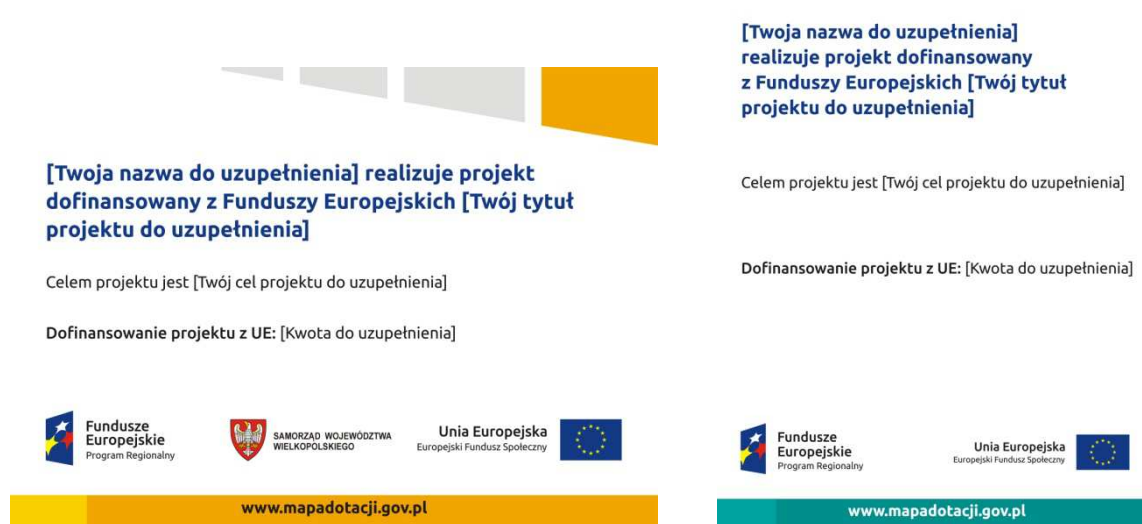 [Twoja nazwa do uzupełnienia] realizuje projekt
dofinansowany z Funduszy Europejskich [Twój tytuł
projektu do uzupełnienia]
Celem projektu jest [Twój cel projektu do uzupełnienia]
Dofinansowanie projektu z UE: [Kwota do uzupełnienia]
Fundusze
Europejskie
Program Regionalny
SAMORZĄD WOJEWÓDZTWA
WIELKOPOLSKIEGO
Unia Europejska
Europejski Fundusz Społeczny
www.mapadotacji.gov.pl
[Twoja nazwa do uzupełnienia]
realizuje projekt dofinansowany
z Funduszy Europejskich [Twój tytuł
projektu do uzupełnienia]
Celem projektu jest [Twój cel projektu do uzupełnienia]
Dofinansowanie projektu z UE: [Kwota do uzupełnienia]
Fundusze
Europejskie
Program Regionalny
Unia Europejska
Europejski Fundusz Społeczny
www.mapadotacji.gov.pl